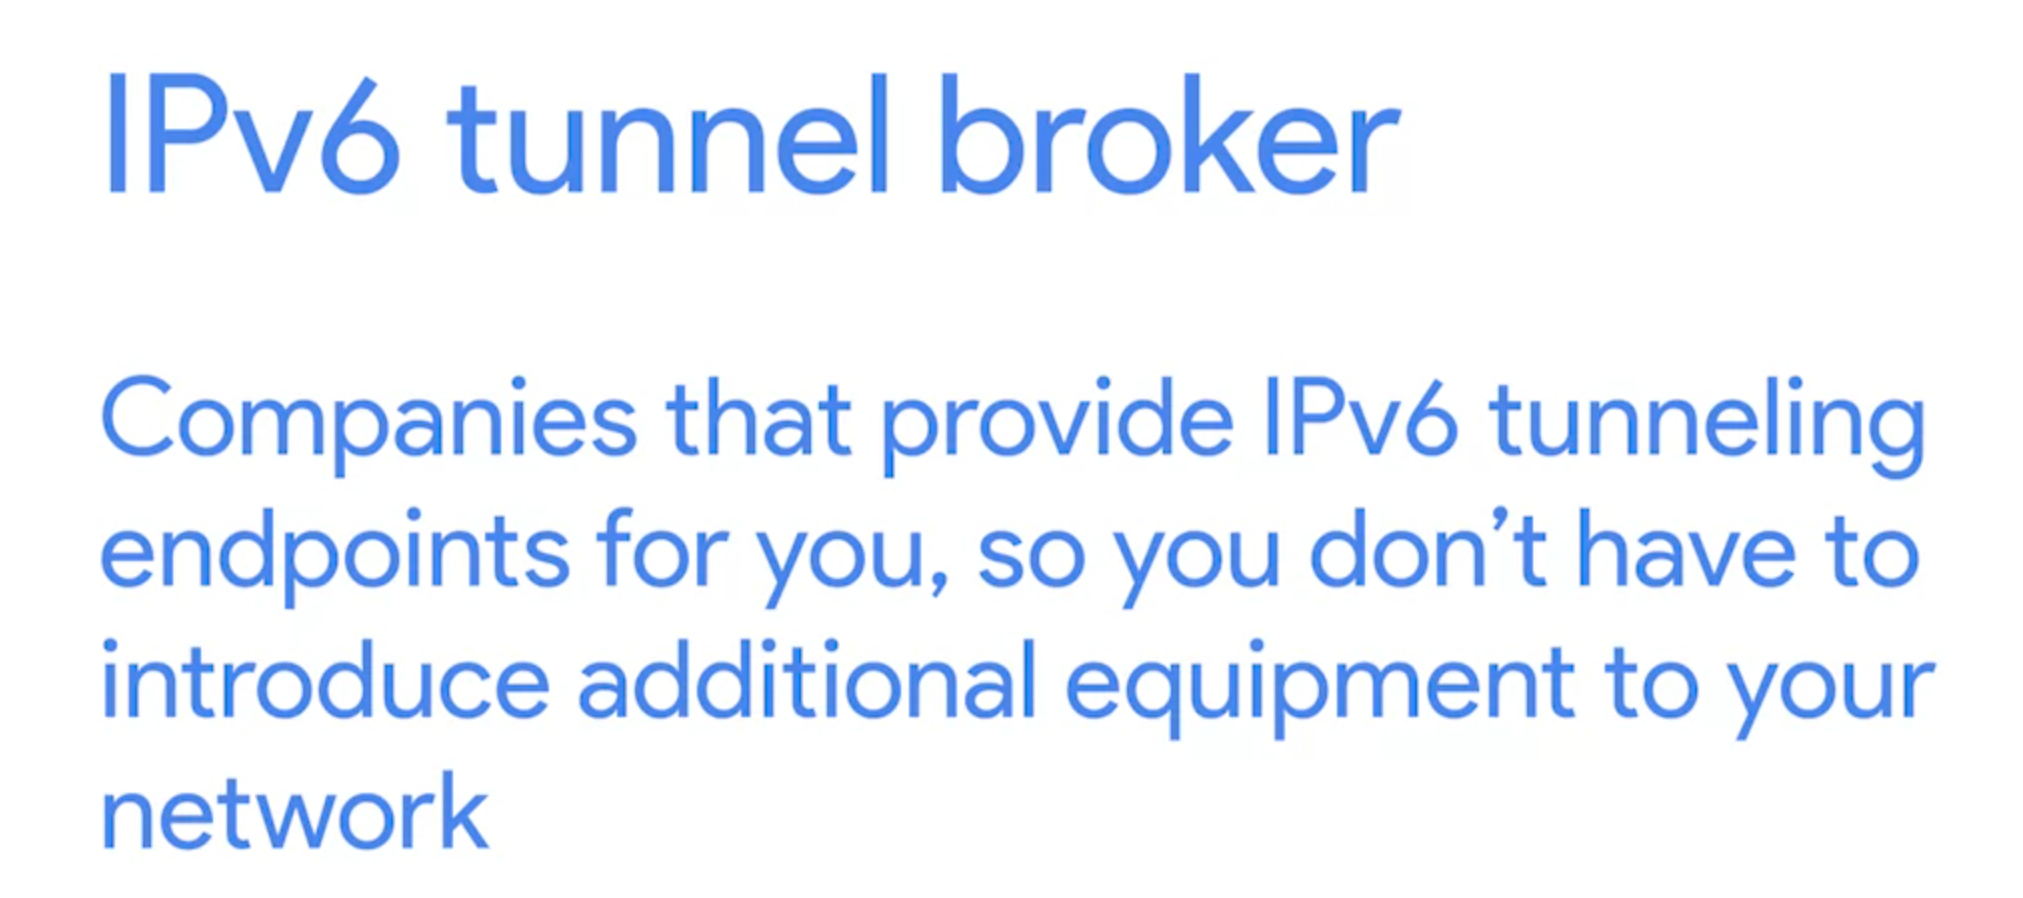 IPv6 tunnel broker
Companies that provide IPv6 tunneling
endpoints for you, so you don’t have to
introduce additional equipment to your
network